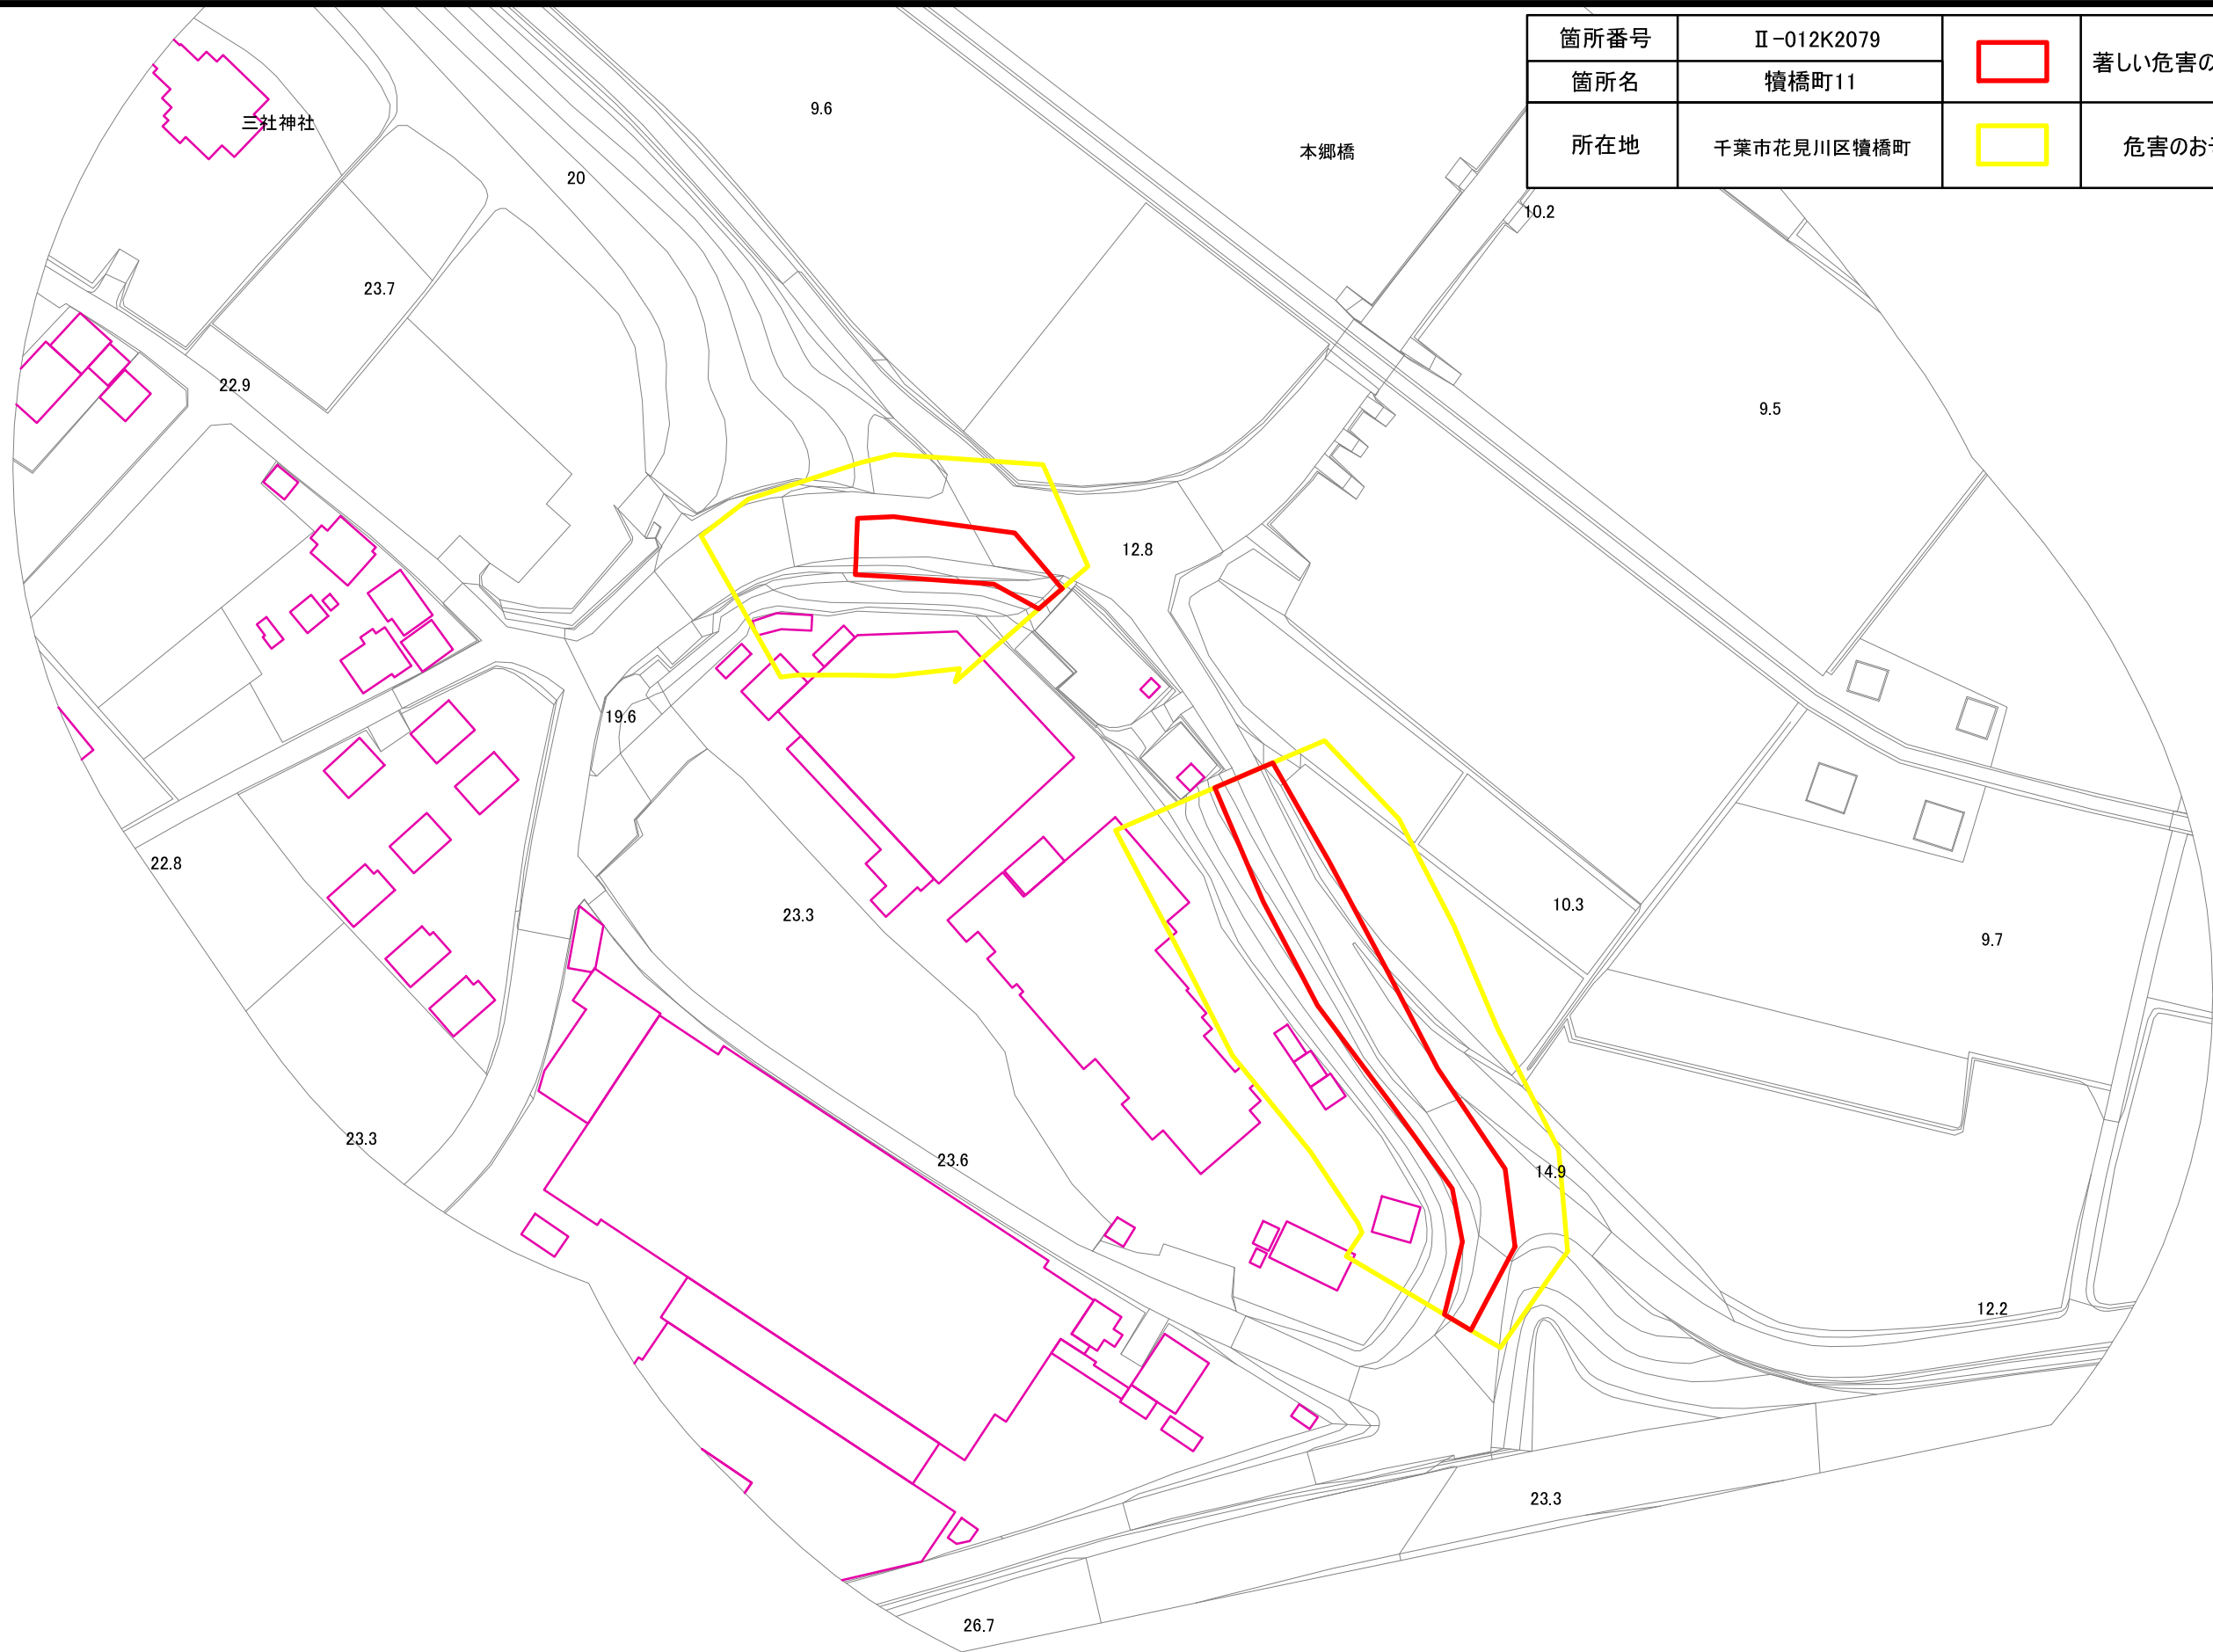 箇所番号 Ⅱ-012K2079
箇所名 犢橋町11
所在地 千葉市花見川区犢橋町
著しい危害の
危害のお
三社神社
9.6
本郷橋
20
10.2
23.7
22.9
9.5
12.8
19.6
22.8
23.3
10.3
9.7
23.3
23.6
14.9
12.2
23.3
26.7